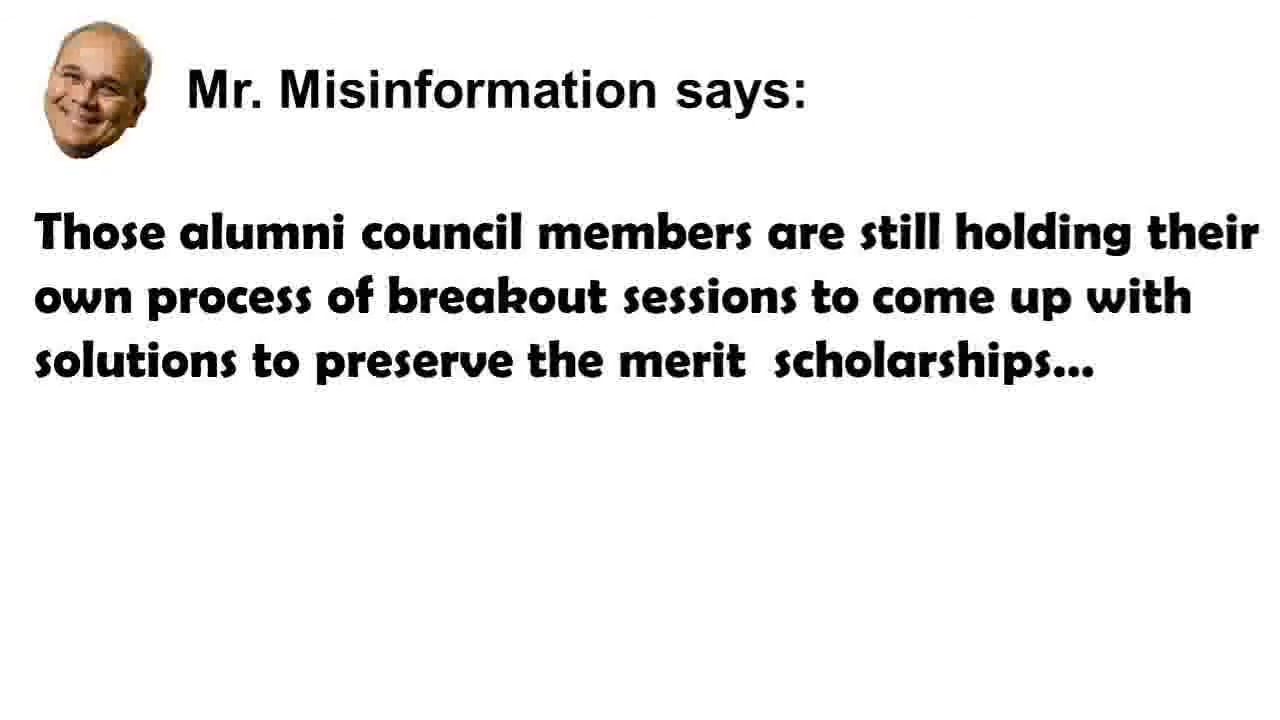 Mr. Misinformation says:
Those alumni council members are still holding their
own process of breakout sessions to come up with
solutions to preserve the merit  scholarships...